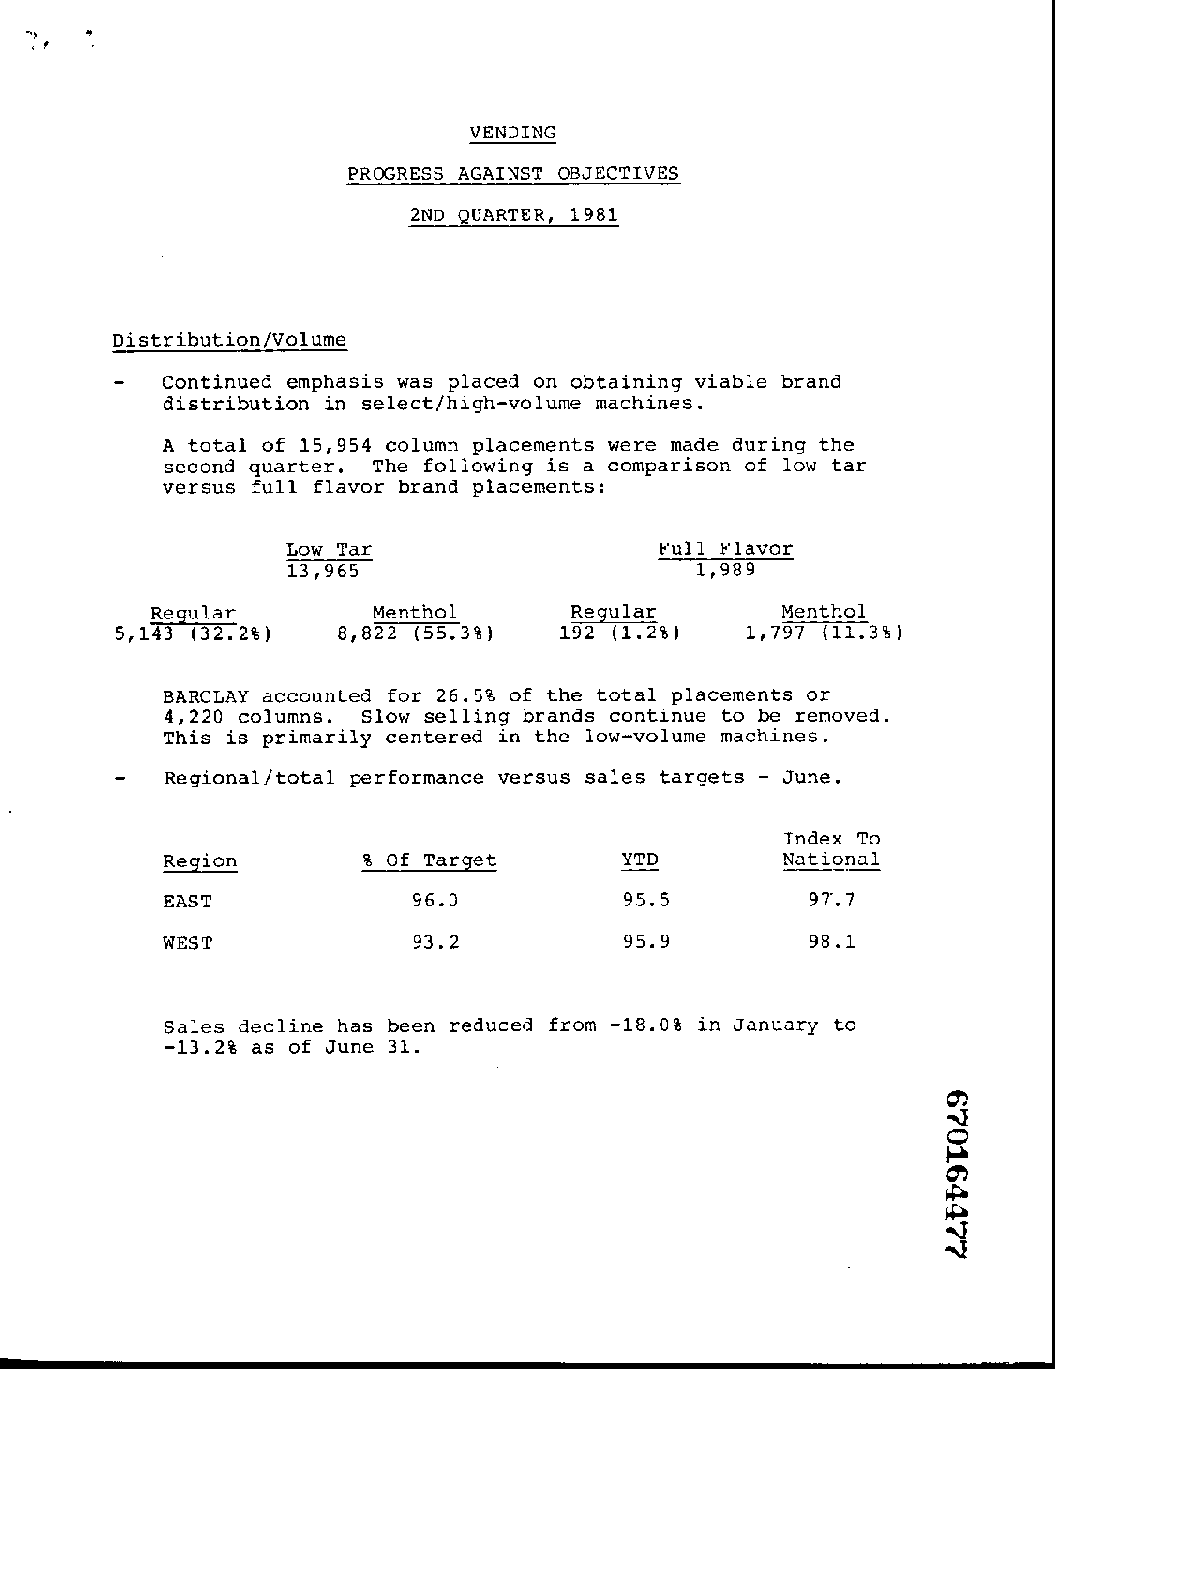 VENDING
PROGRESS AGAINST OBJECTIVES
2ND QUARTER, 1981
Distribution/Volume
- Continued emphasis was placed on obtaining viable brand
distribution in select/high-volume machines.
A total of 15,954 column placements were made during the
second quarter. The following is a comparison of low tar
versus full flavor brand placements:
Low Tar Full Flavor
13,965 1,989
Regular Menthol Regular Menthol
5,143 (32.2%) 8,822 (55.3%) 192 (1.2%) 1,797 (11.3%)
BARCLAY accounted for 26.5% of the total placements or
4,220 columns. Slow selling brands continue to be removed.
This is primarily centered in the low-volume machines.
- Regional/total performance versus sales targets - June.
Index To
Region % Of Target YTD National
EAST 96.0 95.5 97.7
WEST 93.2 95.9 98.1
Sales decline has been reduced from -18.0% in January to
-13.2% as of June 31.
670164477